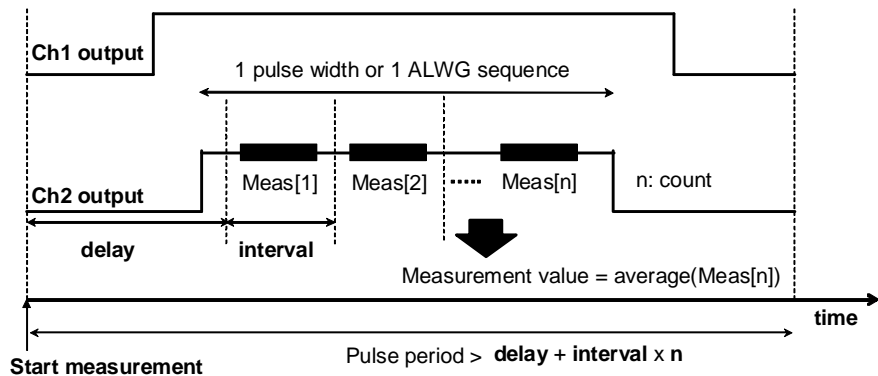 Ch1 output
1 pulse width or 1 ALWG sequence
Meas[1] Meas[2] ..... Meas[n] n: count
Ch2 output
delay interval
Measurement value = average(Meas[n])
time
Start measurement
Pulse period > delay + interval x n